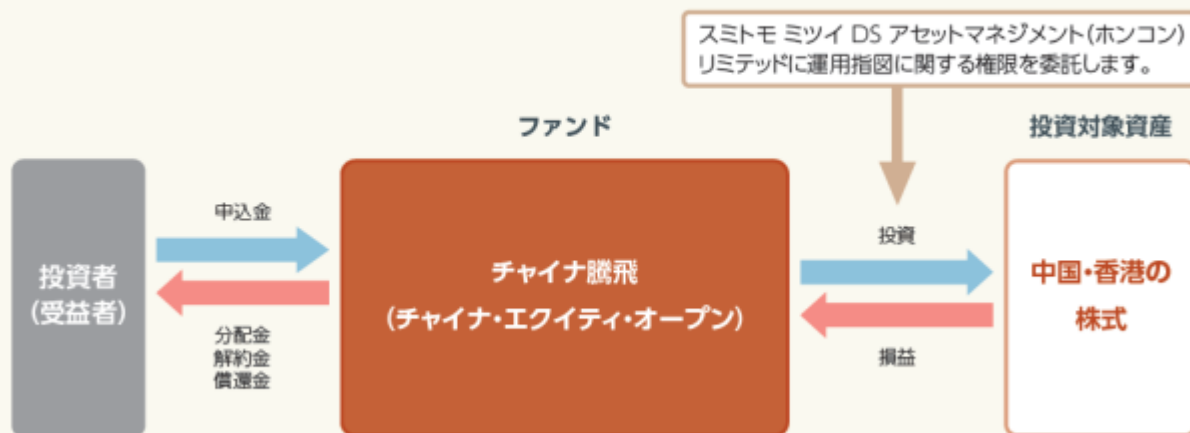 スミトモ ミツイ DS アセットマネジメント(ホンコン)
リミテッドに運用指図に関する権限を委託します。
ファンド
投資対象資産
投資者
(受益者)
申込金
分配金
解約金
償還金
チャイナ騰飛
(チャイナ・エクイティ・オープン)
投資
損益
中国・香港の
株式